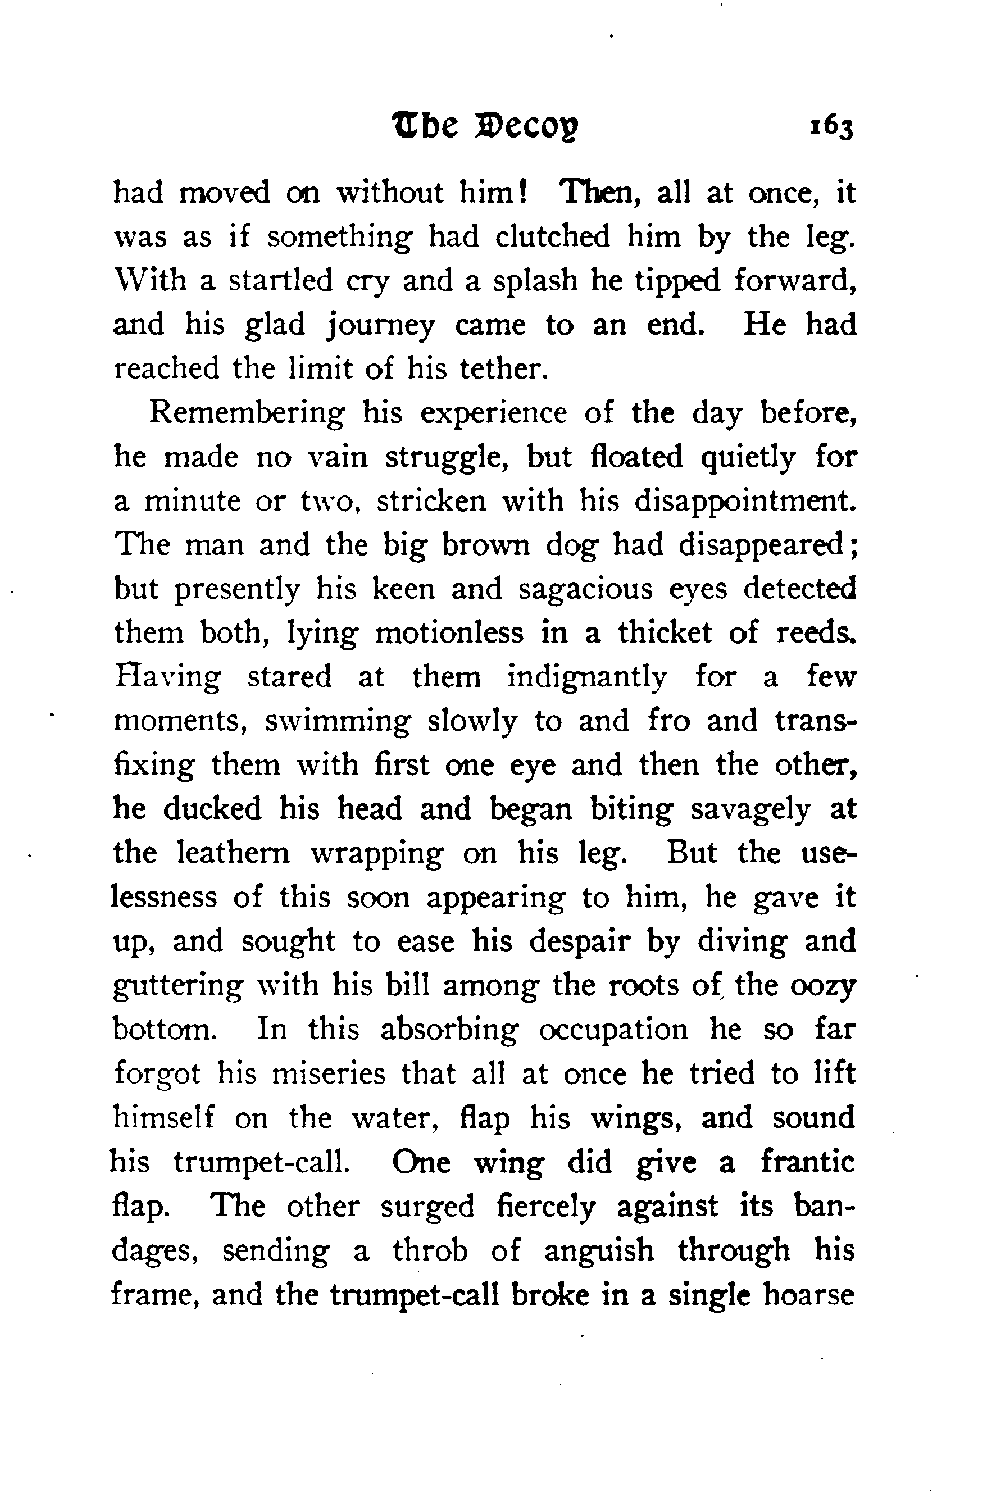 The Decoy 163
had moved on without him! Then, all at once, it
was as if something had clutched him by the leg.
With a startled cry and a splash he tipped forward,
and his glad journey came to an end. He had
reached the limit of his tether.
Remembering his experience of the day before,
he made no vain struggle, but floated quietly for
a minute or two, stricken with his disappointment.
The man and the big brown dog had disappeared;
but presently his keen and sagacious eyes detected
them both, lying motionless in a thicket of reeds.
Having stared at them indignantly for a few
moments, swimming slowly to and fro and trans-
fixing them with first one eye and then the other,
he ducked his head and began biting savagely at
the leathern wrapping on his leg. But the use-
lessness of this soon appearing to him, he gave it
up, and sought to ease his despair by diving and
guttering with his bill among the roots of the oozy
bottom. In this absorbing occupation he so far
forgot his miseries that all at once he tried to lift
himself on the water, flap his wings, and sound
his trumpet-call. One wing did give a frantic
flap. The other surged fiercely against its ban-
dages, sending a throb of anguish through his
frame, and the trumpet-call broke in a single hoarse